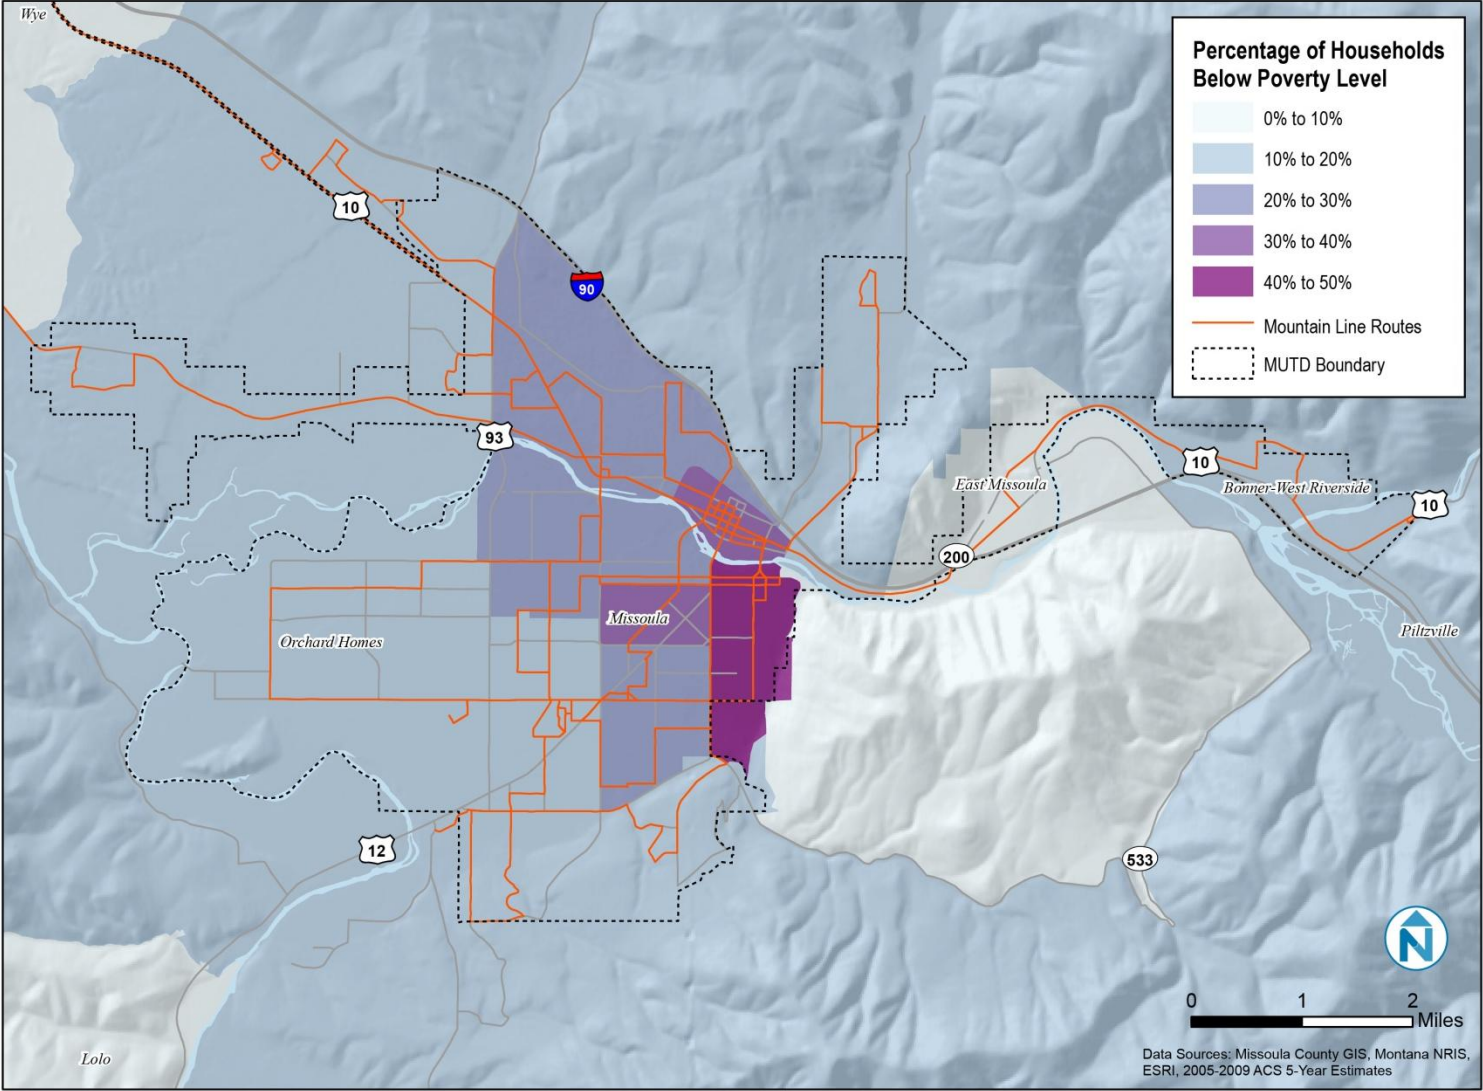 Wye
Percentage of Households
Below Poverty Level
0% to 10%
10% to 20%
20% to 30%
30% to 40%
40% to 50%
Mountain Line Routes
MUTD Boundary
10
90
93
10
East Missoula
Bonner-West Riverside
10
200
Missoula
Orchard Homes
Piltzville
12
533
N
0 1 2
Miles
Lolo
Data Sources: Missoula County GIS, Montana NRIS,
ESRI, 2005-2009 ACS 5-Year Estimates